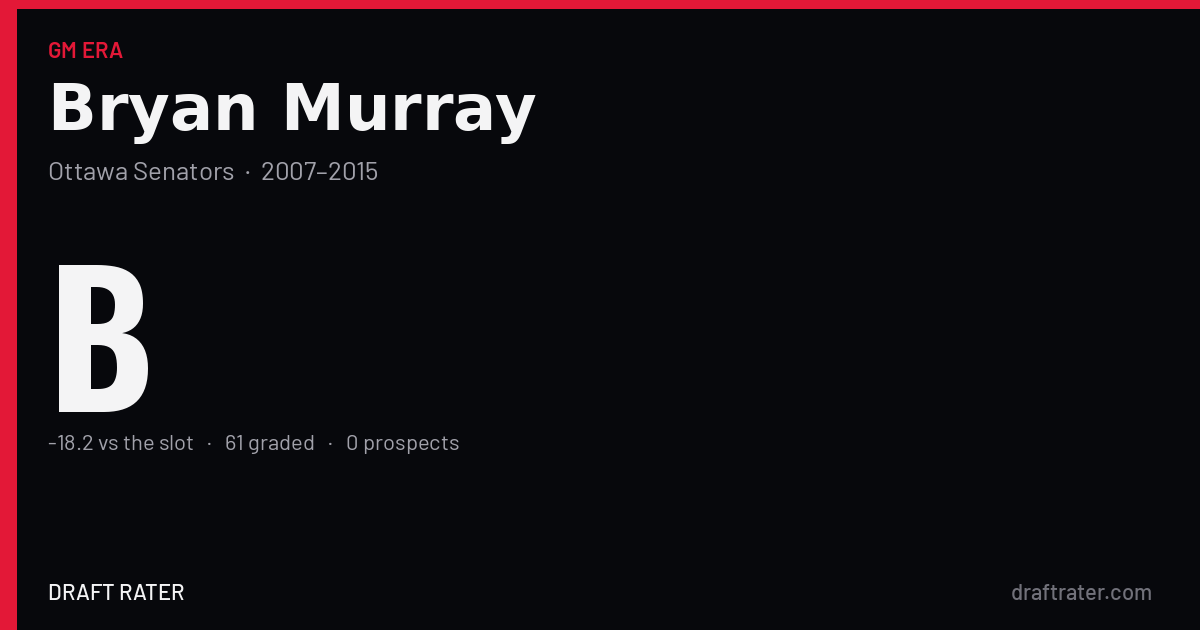 GM ERA
Bryan Murray
Ottawa Senators · 2007–2015
B
-18.2 vs the slot · 61 graded · 0 prospects
DRAFT RATER
draftrater.com